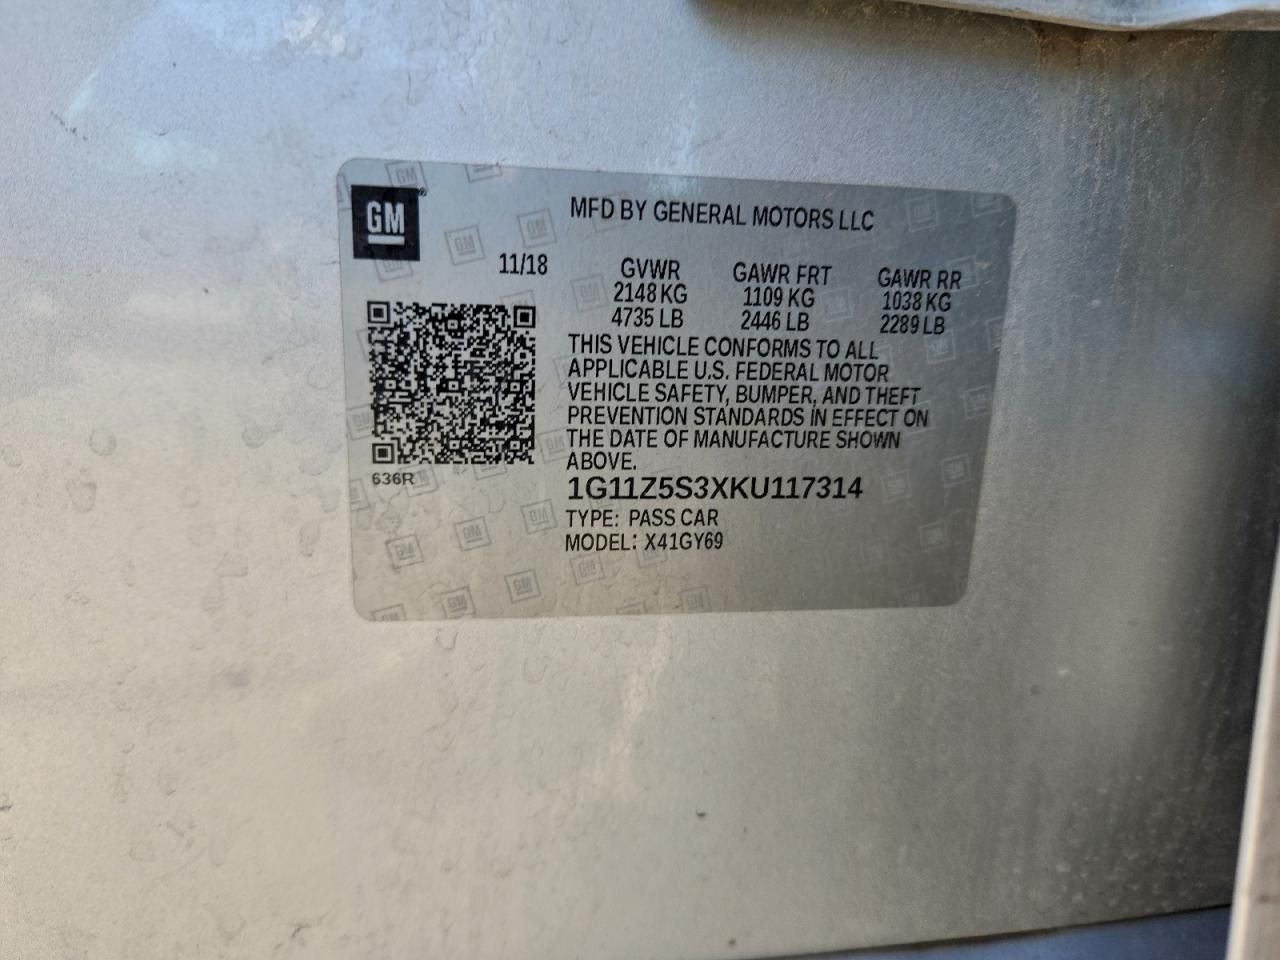 GM
MFD BY GENERAL MOTORS LLC
11/18 GVWR GAWR FRT GAWR RR
2148 KG 1109 KG 1038 KG
4735 LB 2446 LB 2289 LB
THIS VEHICLE CONFORMS TO ALL
APPLICABLE U.S. FEDERAL MOTOR
VEHICLE SAFETY, BUMPER, AND THEFT
PREVENTION STANDARDS IN EFFECT ON
THE DATE OF MANUFACTURE SHOWN
ABOVE.
636R
1G11Z5S3XKU117314
TYPE: PASS CAR
MODEL: X41GY69